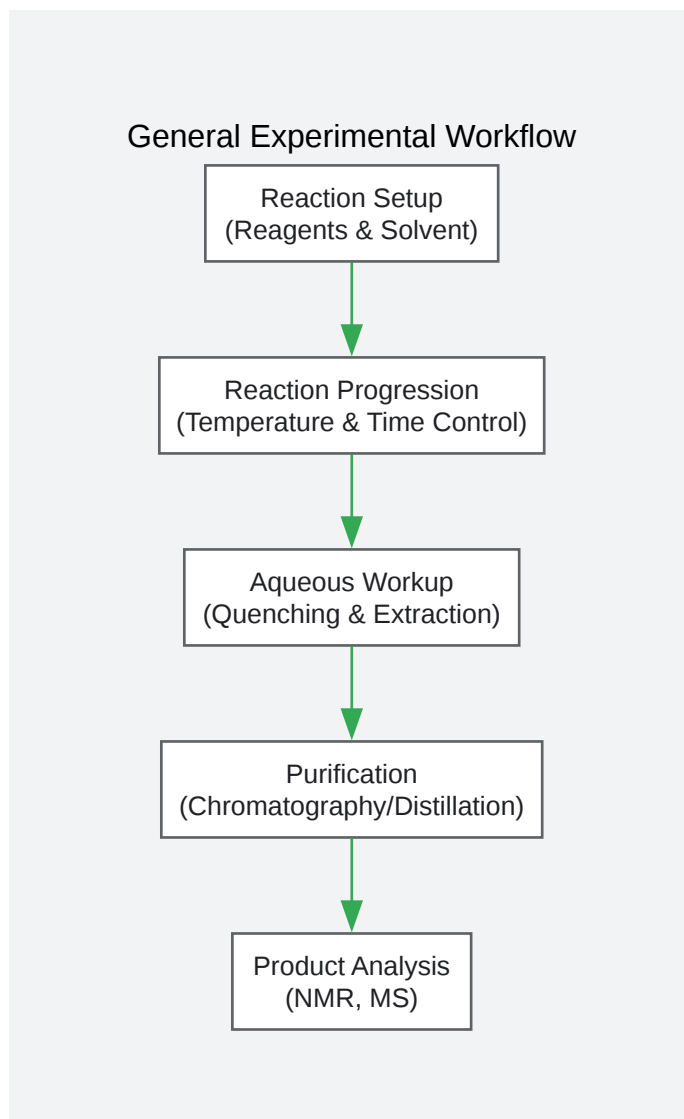 General Experimental Workflow
Reaction Setup
(Reagents & Solvent)
Reaction Progression
(Temperature & Time Control)
Aqueous Workup
(Quenching & Extraction)
Purification
(Chromatography/Distillation)
Product Analysis
(NMR, MS)